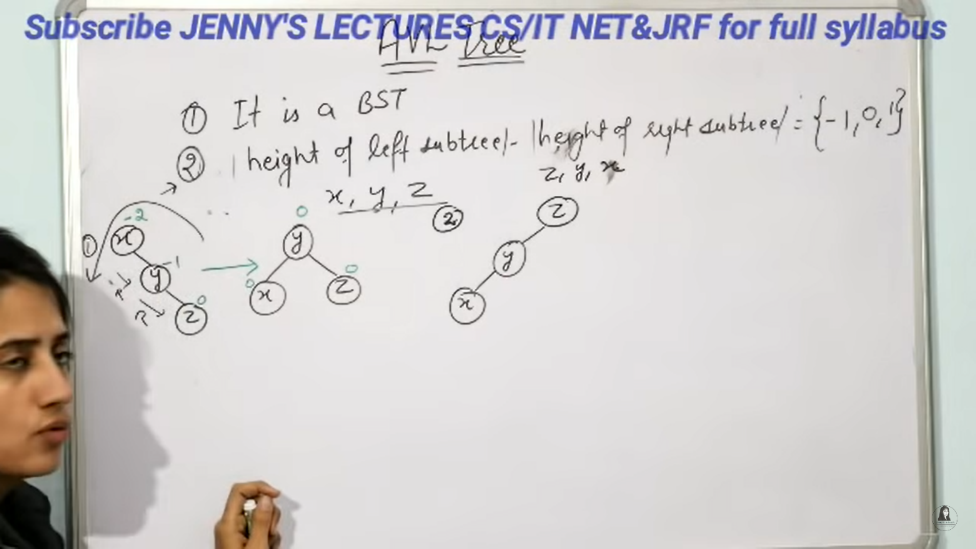 Subscribe JENNY'S LECTURES CS/IT NET&JRF for full syllabus
AVL Tree
① It is a BST
② |height of left subtree| - |height of right subtree| = {-1, 0, 1}
x, y, z
z, y, x
①
-2
x
-1
y
0
z
R
R
0
y
0
x
0
z
②
z
y
x